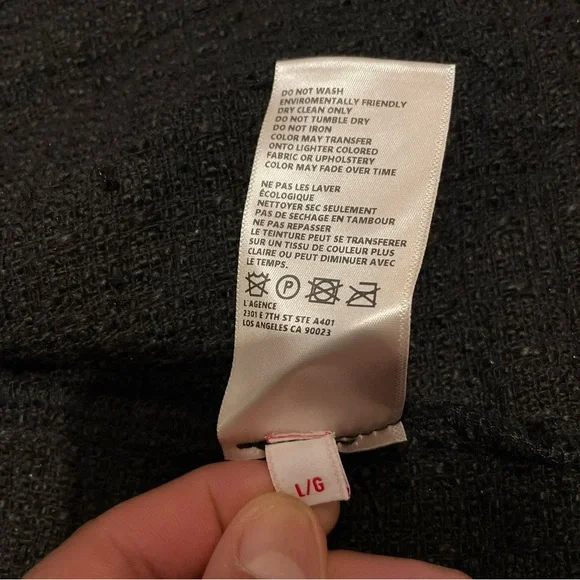 DO NOT WASH
ENVIROMENTALLY FRIENDLY
DRY CLEAN ONLY
DO NOT TUMBLE DRY
DO NOT IRON
COLOR MAY TRANSFER
ONTO LIGHTER COLORED
FABRIC OR UPHOLSTERY
COLOR MAY FADE OVER TIME
NE PAS LES LAVER
ÉCOLOGIQUE
NETTOYER SEC SEULEMENT
PAS DE SECHAGE EN TAMBOUR
NE PAS REPASSER
LE TEINTURE PEUT SE TRANSFERER
SUR UN TISSU DE COULEUR PLUS
CLAIRE OU PEUT DIMINUER AVEC
LE TEMPS.
P
L'AGENCE
2301 E 7TH ST STE A401
LOS ANGELES CA 90023
L/G